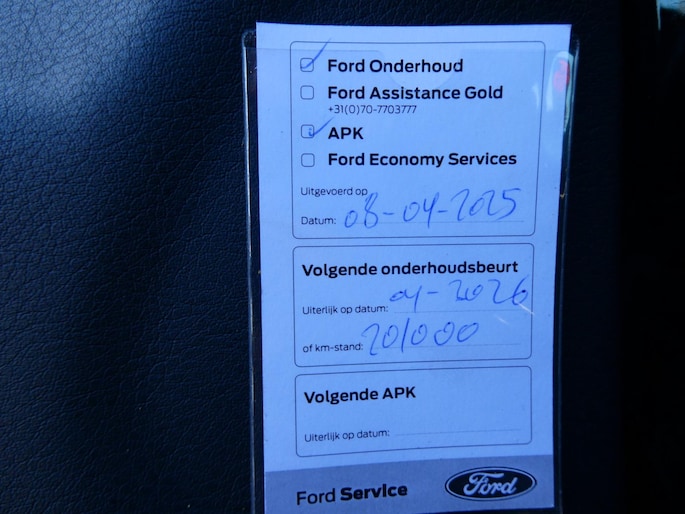 Ford Onderhoud
Ford Assistance Gold
+31(0)70-7703777
APK
Ford Economy Services
Uitgevoerd op
Datum: 08-04-2025
Volgende onderhoudsbeurt
Uiterlijk op datum: 04-2026
of km-stand: 201000
Volgende APK
Uiterlijk op datum:
Ford Service
Ford